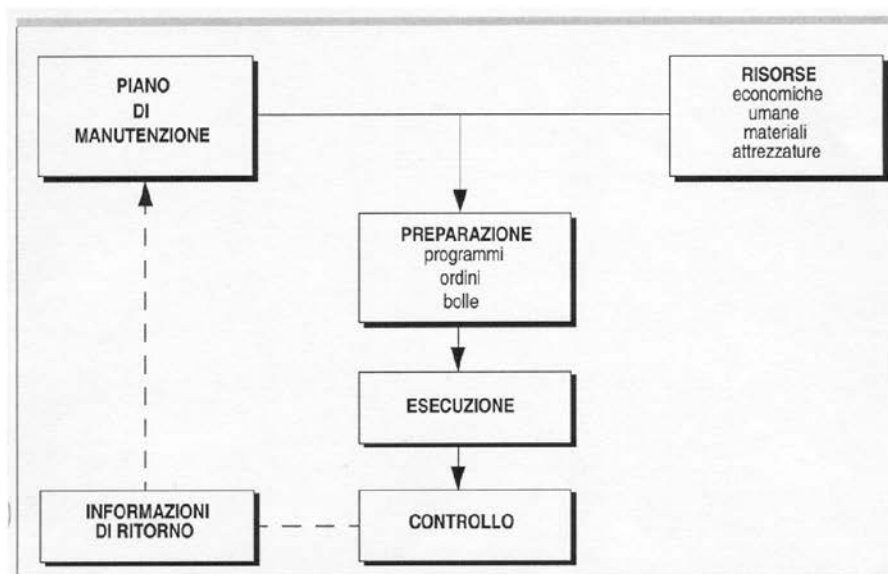 PIANO
DI
MANUTENZIONE
RISORSE
economiche
umane
materiali
attrezzature
PREPARAZIONE
programmi
ordini
bolle
ESECUZIONE
INFORMAZIONI
DI RITORNO
CONTROLLO